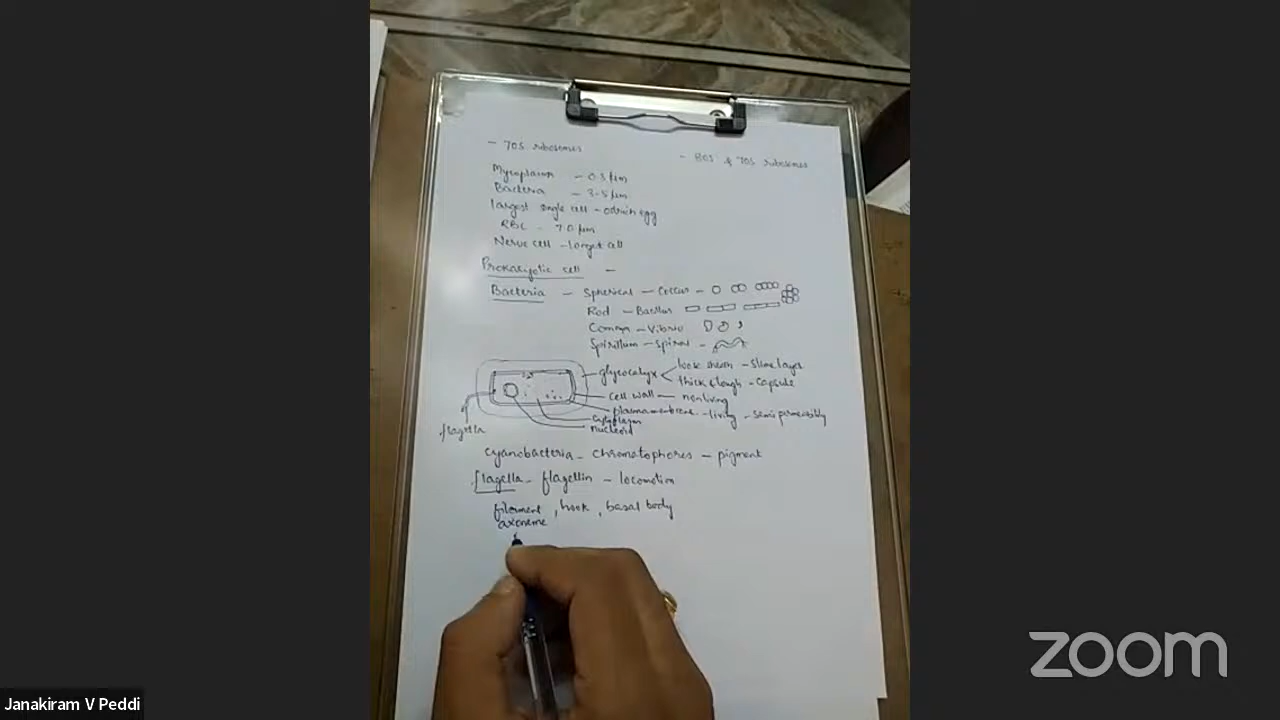 - 70S ribosomes
- 80S & 70S ribosomes
Mycoplasma - 0.3 µm
Bacteria - 3-5 µm
largest single cell - ostrich egg
RBC - 7.0 µm
Nerve cell - longest cell
Prokaryotic cell -
Bacteria - Spherical - Coccus -
Rod - Bacillus
Comma - Vibrio
Spirillum - Spiral -
glycocalyx
loose sheath - slime layer
thick & tough - capsule
cell wall - nonliving
plasma membrane - living - semi permeability
cytoplasm
nucleoid
flagella
Cyanobacteria - chromatophores - pigment
flagella - flagellin - locomotion
filament, hook, basal body
axoneme
zoom
Janakiram V Peddi